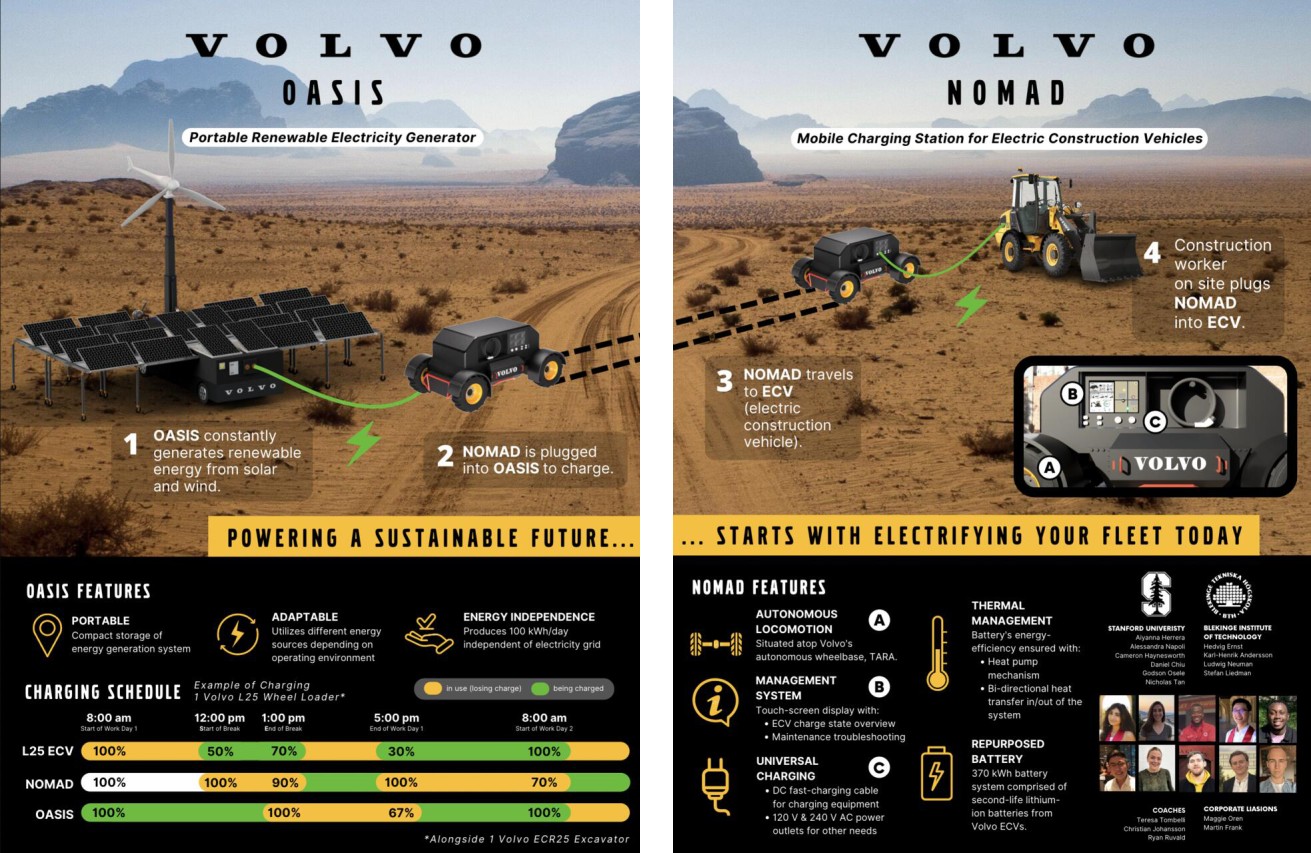 VOLVO
OASIS
Portable Renewable Electricity Generator
VOLVO
VOLVO
1 OASIS constantly
generates renewable
energy from solar
and wind.
2 NOMAD is plugged
into OASIS to charge.
POWERING A SUSTAINABLE FUTURE...
OASIS FEATURES
PORTABLE
Compact storage of
energy generation system
ADAPTABLE
Utilizes different energy
sources depending on
operating environment
ENERGY INDEPENDENCE
Produces 100 kWh/day
independent of electricity grid
CHARGING SCHEDULE
Example of Charging
1 Volvo L25 Wheel Loader*
in use (losing charge)
being charged
8:00 am 12:00 pm 1:00 pm 5:00 pm 8:00 am
Start of Work Day 1 Start of Break End of Break End of Work Day 1 Start of Work Day 2
L25 ECV 100% 50% 70% 30% 100%
NOMAD 100% 100% 90% 100% 70%
OASIS 100% 100% 67% 100%
*Alongside 1 Volvo ECR25 Excavator
VOLVO
NOMAD
Mobile Charging Station for Electric Construction Vehicles
VOLVO
4 Construction
worker
on site plugs
NOMAD
into ECV.
3 NOMAD travels
to ECV
(electric
construction
vehicle).
B
C
A
VOLVO
... STARTS WITH ELECTRIFYING YOUR FLEET TODAY
NOMAD FEATURES
AUTONOMOUS
LOCOMOTION
A
Situated atop Volvo's
autonomous wheelbase, TARA.
MANAGEMENT
SYSTEM
B
Touch-screen display with:
• ECV charge state overview
• Maintenance troubleshooting
UNIVERSAL
CHARGING
C
• DC fast-charging cable
for charging equipment
• 120 V & 240 V AC power
outlets for other needs
THERMAL
MANAGEMENT
Battery's energy-
efficiency ensured with:
• Heat pump
mechanism
• Bi-directional heat
transfer in/out of the
system
REPURPOSED
BATTERY
370 kWh battery
system comprised of
second-life lithium-
ion batteries from
Volvo ECVs.
S
BLEKINGE TEKNISKA HÖGSKOLA
BTH
STANFORD UNIVERISTY
Aiyanna Herrera
Alessandra Napoli
Cameron Haynesworth
Daniel Chiu
Godson Osele
Nicholas Tan
BLEKINGE INSTITUTE
OF TECHNOLOGY
Hedvig Ernst
Karl-Henrik Andersson
Ludwig Neuman
Stefan Liedman
COACHES
Teresa Tombelli
Christian Johansson
Ryan Ruvald
CORPORATE LIASIONS
Maggie Oren
Martin Frank